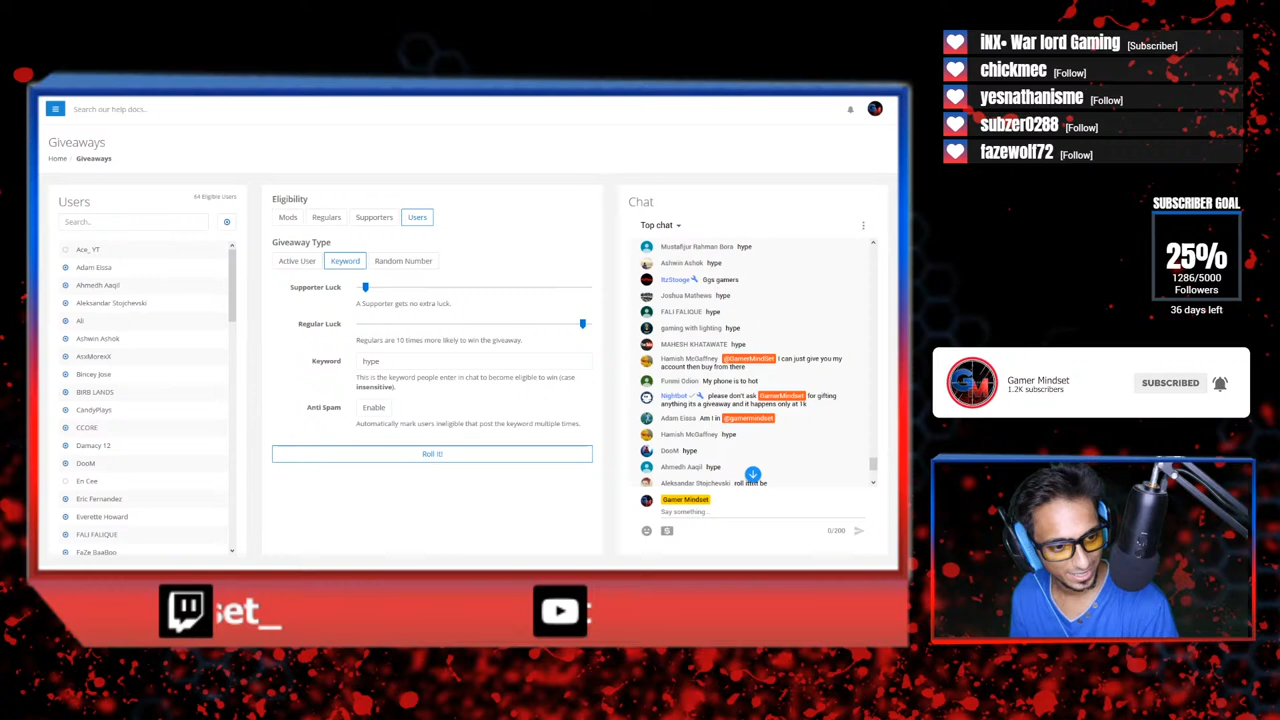 iNX• War lord Gaming [Subscriber]
chickmec [Follow]
yesnathanisme [Follow]
subzer0288 [Follow]
fazewolf72 [Follow]
Search our help docs..
Giveaways
Home / Giveaways
Users
64 Eligible Users
Search..
Ace_ YT
Adam Eissa
Ahmedh Aaqil
Aleksandar Stojchevski
Ali
Ashwin Ashok
AsxMorexX
Bincey Jose
BIRB LANDS
CandyPlays
CCORE
Damacy 12
DooM
En Cee
Eric Fernandez
Everette Howard
FALI FALIQUE
FaZe BaaBoo
Eligibility
Mods Regulars Supporters Users
Giveaway Type
Active User Keyword Random Number
Supporter Luck
A Supporter gets no extra luck.
Regular Luck
Regulars are 10 times more likely to win the giveaway.
Keyword hype
This is the keyword people enter in chat to become eligible to win (case
insensitive).
Anti Spam Enable
Automatically mark users ineligible that post the keyword multiple times.
Roll it!
Chat
Top chat
Mustafijur Rahman Bora hype
Ashwin Ashok hype
ItzStooge Ggs gamers
Joshua Mathews hype
FALI FALIQUE hype
gaming with lighting hype
MAHESH KHATAWATE hype
Hamish McGaffney @GamerMindSet I can just give you my
account then buy from there
Funmi Odion My phone is to hot
Nightbot please don't ask GamerMindset for gifting
anything its a giveaway and it happens only at 1k
Adam Eissa Am I in @gamermindset
Hamish McGaffney hype
DooM hype
Ahmedh Aaqil hype
Aleksandar Stojchevski roll
Gamer Mindset
Say something...
0/200
SUBSCRIBER GOAL
25%
1286/5000
Followers
36 days left
GM
Gamer Mindset
1.2K subscribers
SUBSCRIBED
set_